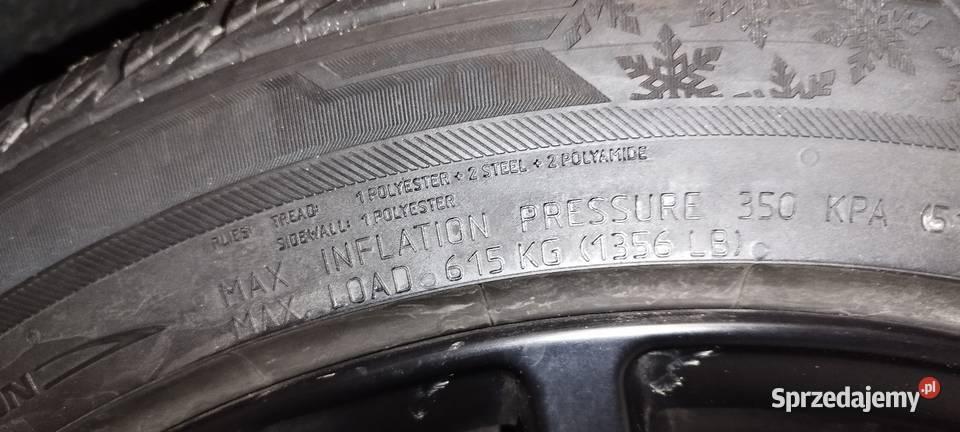 PLIES: TREAD: 1 POLYESTER + 2 STEEL + 2 POLYAMIDE
SIDEWALL: 1 POLYESTER
MAX INFLATION PRESSURE 350 KPA (5
MAX. LOAD 615 KG (1356 LB)
Sprzedajemy.pl